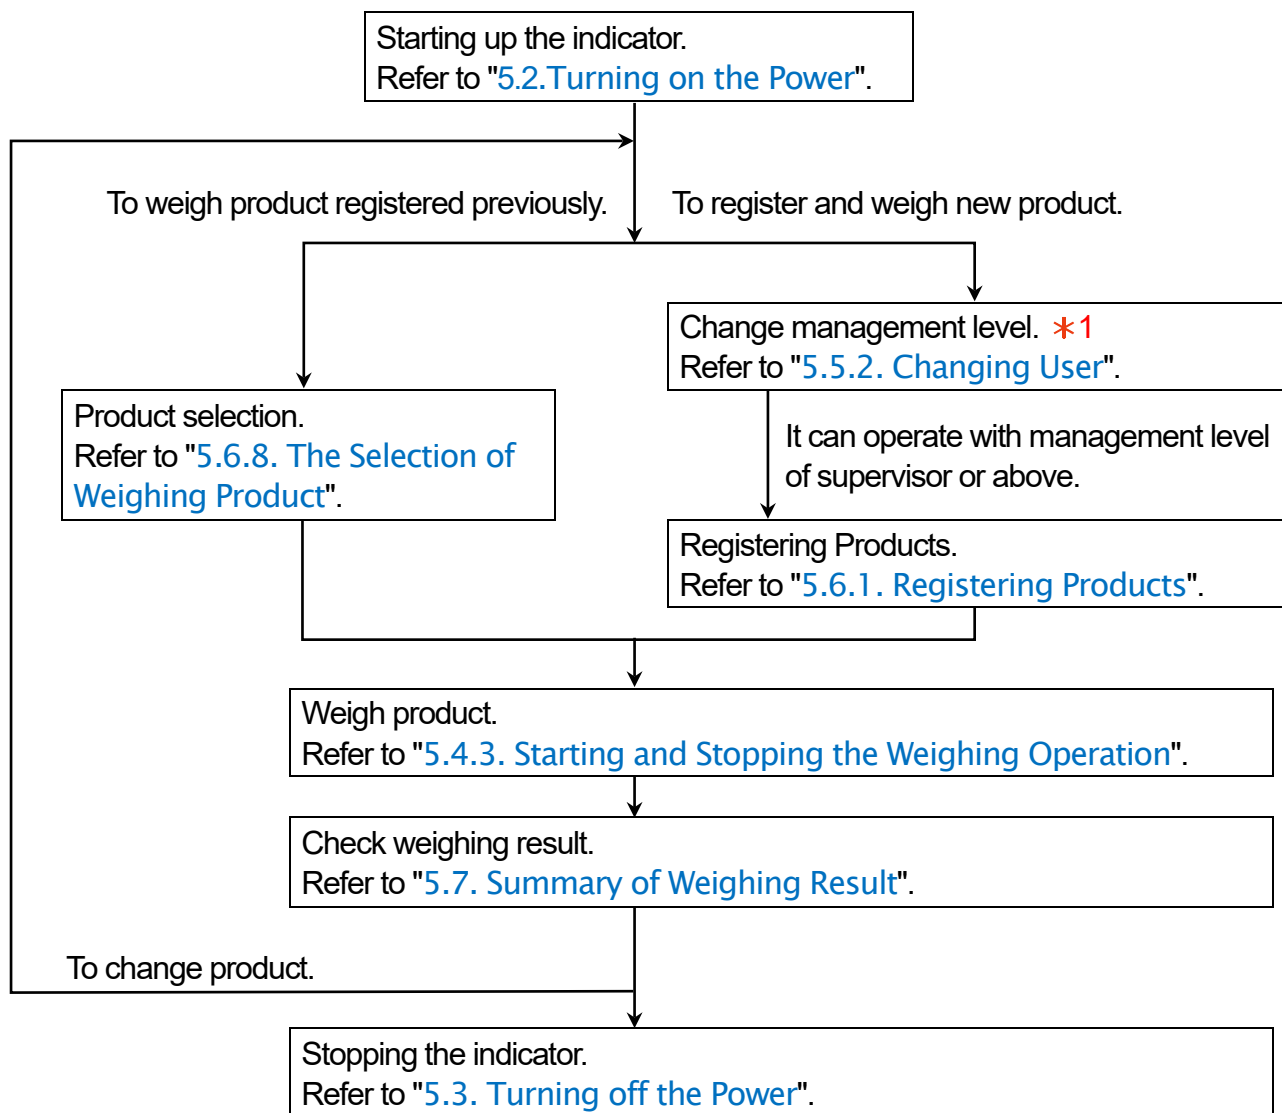 Starting up the indicator.
Refer to "5.2.Turning on the Power".
To weigh product registered previously.
To register and weigh new product.
Change management level. *1
Refer to "5.5.2. Changing User".
Product selection.
Refer to "5.6.8. The Selection of
Weighing Product".
It can operate with management level
of supervisor or above.
Registering Products.
Refer to "5.6.1. Registering Products".
Weigh product.
Refer to "5.4.3. Starting and Stopping the Weighing Operation".
Check weighing result.
Refer to "5.7. Summary of Weighing Result".
To change product.
Stopping the indicator.
Refer to "5.3. Turning off the Power".